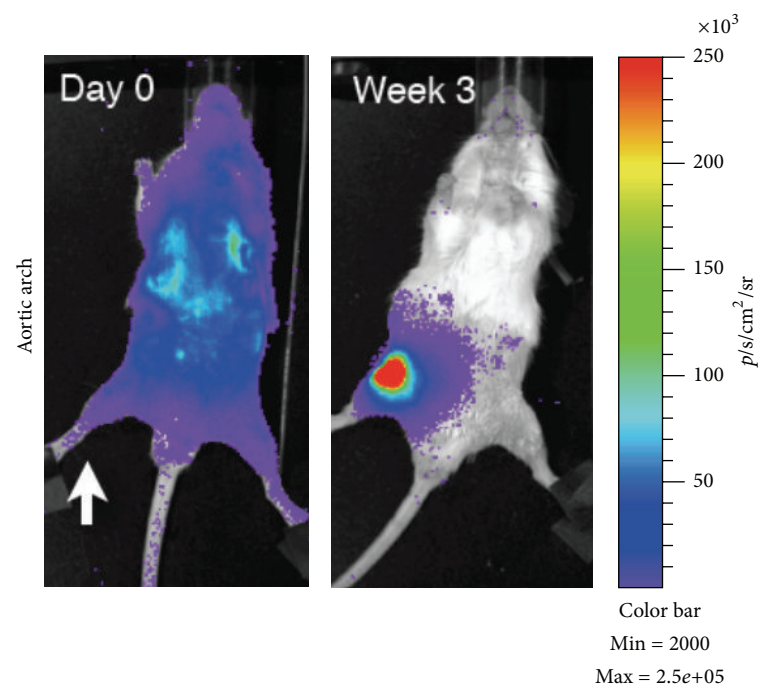 Day 0
Week 3
Aortic arch
×10³
250
200
150
100
50
p/s/cm²/sr
Color bar
Min = 2000
Max = 2.5e+05